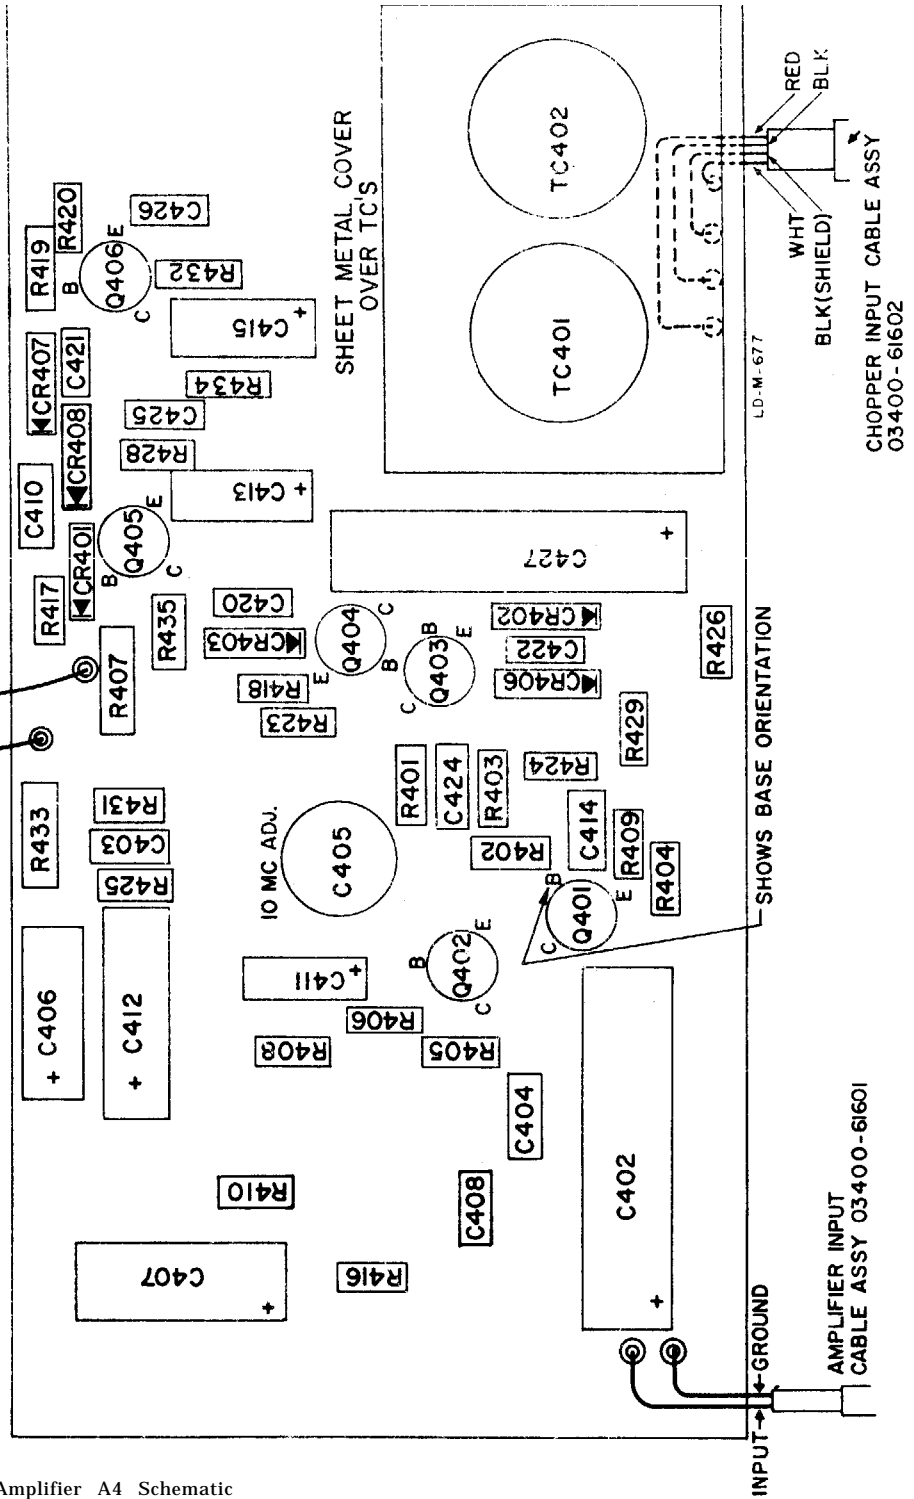 R419
R420
B
Q406
E
C
C426
R432
C415
+
CR407
C421
R434
CR408
C425
R428
C410
E
C413
+
CR401
B
Q405
C
R417
R435
C420
CR403
R407
E
Q404
C
B
R418
R423
SHEET METAL COVER
OVER TC'S
TC402
TC401
RED
BLK
WHT
BLK(SHIELD)
CHOPPER INPUT CABLE ASSY
03400-61602
LD-M-677
C427
+
B
Q403
E
C
CR402
C422
CR406
R426
R429
R424
R401
C424
R403
R402
C414
R409
R404
B
Q401
E
C
SHOWS BASE ORIENTATION
R433
R431
C403
R425
10 MC ADJ.
C405
+ C406
+ C412
C411
+
B
Q402
E
C
R406
R408
R405
C404
R410
C408
C407
+
R416
C402
+
INPUT
GROUND
AMPLIFIER INPUT
CABLE ASSY 03400-61601
Amplifier A4 Schematic